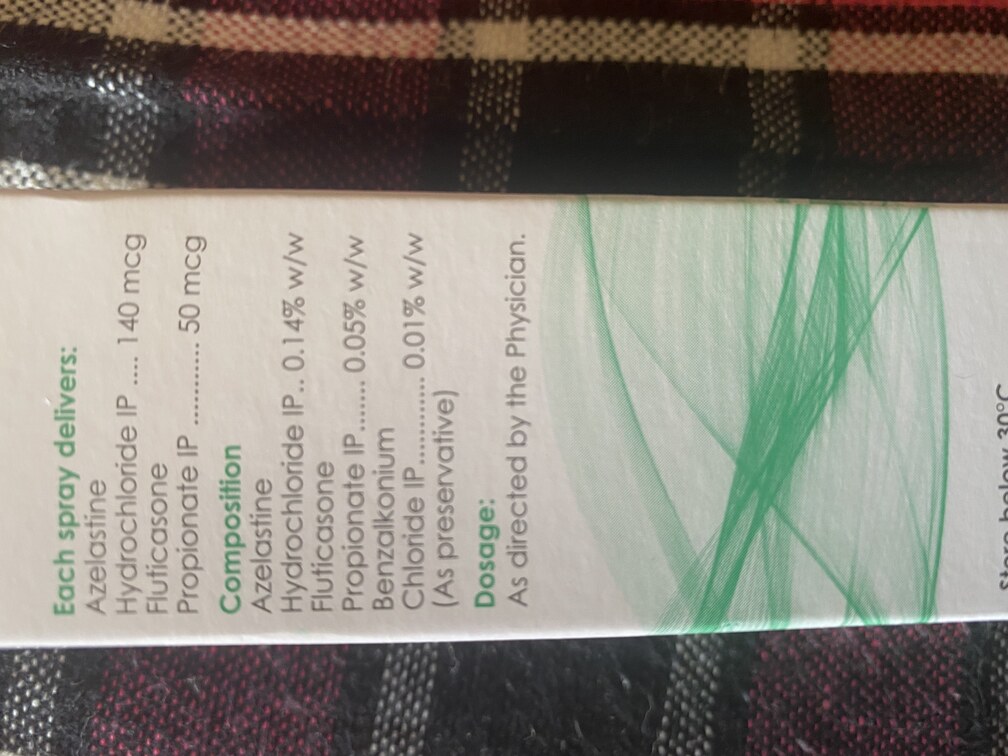 Each spray delivers:
Azelastine
Hydrochloride IP .... 140 mcg
Fluticasone
Propionate IP ........... 50 mcg
Composition
Azelastine
Hydrochloride IP.. 0.14% w/w
Fluticasone
Propionate IP....... 0.05% w/w
Benzalkonium
Chloride IP............ 0.01% w/w
(As preservative)
Dosage:
As directed by the Physician.
Store below 30°C